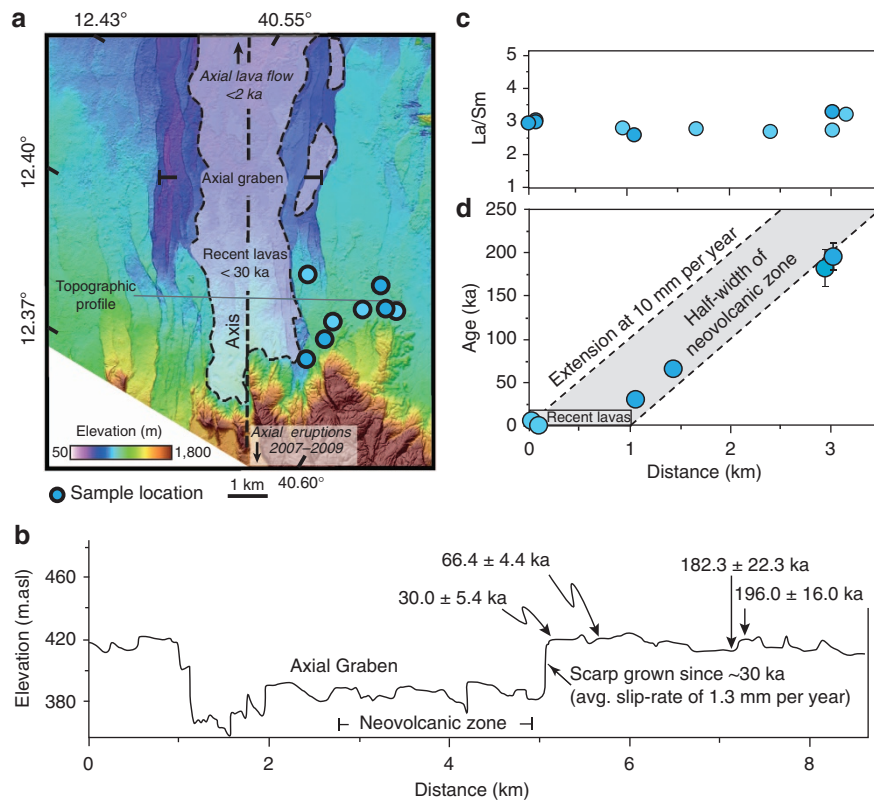 a
12.43°
40.55°
Axial lava flow
<2 ka
12.40°
Axial graben
Recent lavas
< 30 ka
Topographic
profile
12.37°
Axis
Elevation (m)
50
1,800
Axial eruptions
2007–2009
Sample location
1 km
40.60°
c
La/Sm
5
4
3
2
1
d
Age (ka)
250
200
150
100
50
0
Extension at 10 mm per year
Half-width of
neovolcanic zone
Recent lavas
0
1
2
3
Distance (km)
b
Elevation (m.asl)
460
420
380
66.4 ± 4.4 ka
30.0 ± 5.4 ka
182.3 ± 22.3 ka
196.0 ± 16.0 ka
Axial Graben
Scarp grown since ~30 ka
(avg. slip-rate of 1.3 mm per year)
Neovolcanic zone
0
2
4
6
8
Distance (km)